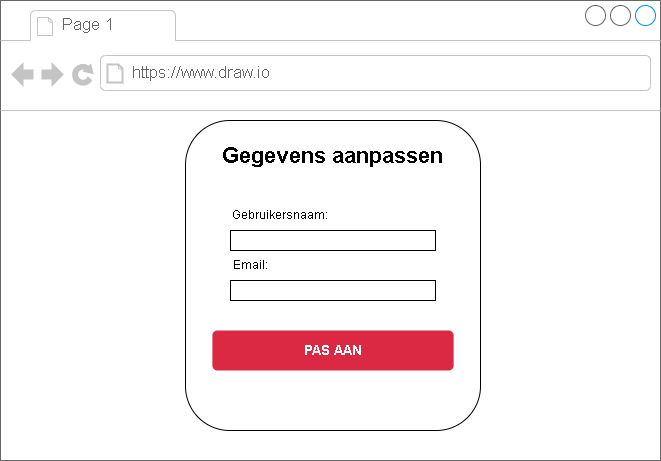 Page 1
https://www.draw.io
Gegevens aanpassen
Gebruikersnaam:
Email:
PAS AAN